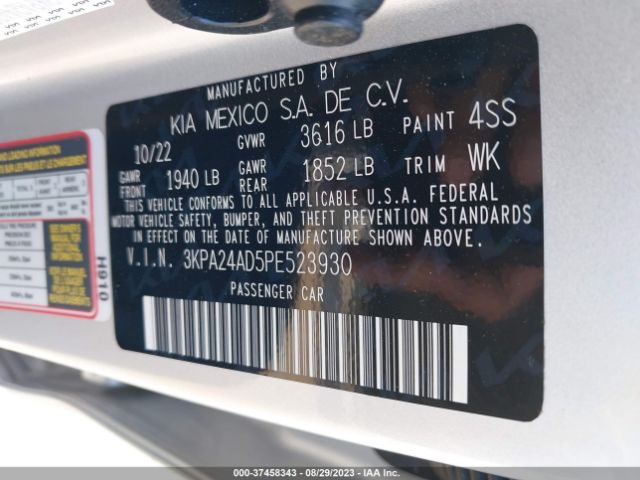 MANUFACTURED BY
KIA MEXICO S.A. DE C.V.
10/22 GVWR 3616 LB PAINT 4SS
GAWR FRONT 1940 LB GAWR REAR 1852 LB TRIM WK
THIS VEHICLE CONFORMS TO ALL APPLICABLE U.S.A. FEDERAL
MOTOR VEHICLE SAFETY, BUMPER, AND THEFT PREVENTION STANDARDS
IN EFFECT ON THE DATE OF MANUFACTURE SHOWN ABOVE.
V.I.N. 3KPA24AD5PE523930
PASSENGER CAR
LOADING INFORMATION
H910
000-37458343 - 08/29/2023 - IAA Inc.